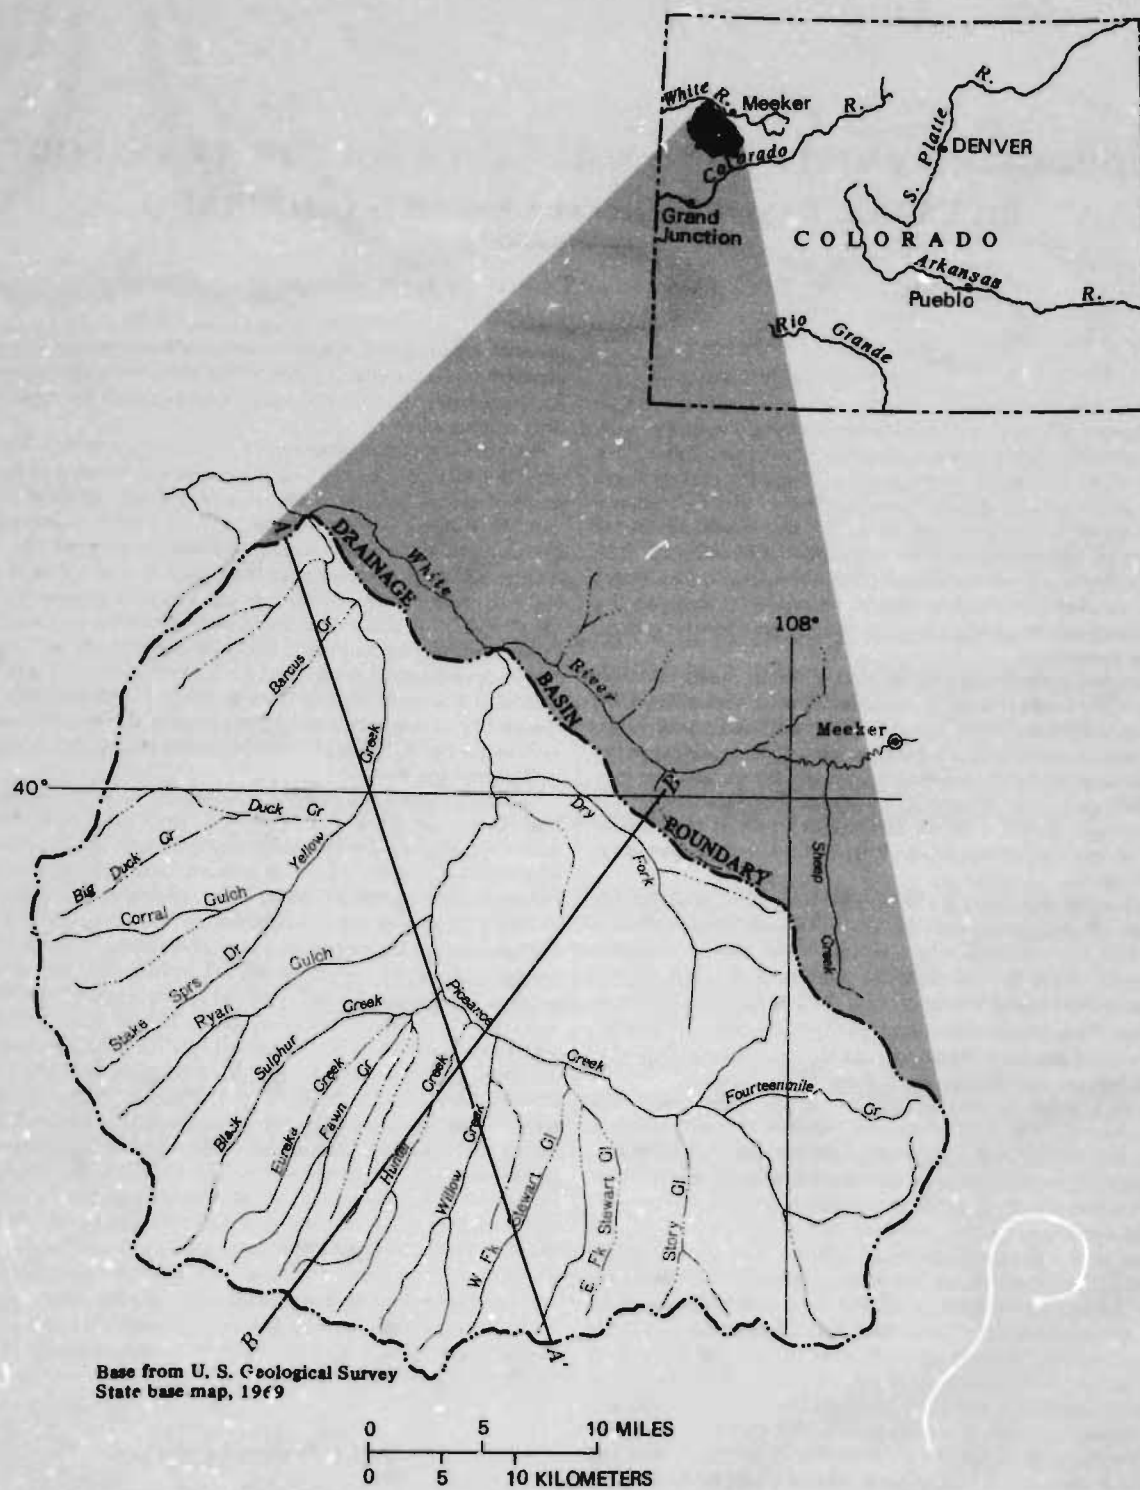 White R.
Meeker
R.
Colorado
Grand
Junction
S. Platte R.
DENVER
COLORADO
Arkansas R.
Pueblo
Rio Grande
A
DRAINAGE
White
108°
Barcus Cr
BASIN
River
Meeker
Creek
40°
Duck Cr
Dry
B'
Big Duck Cr
Yellow
BOUNDARY
Fork
Sheep
Corral Gulch
Creek
Stake Sprs Dr
Gulch
Ryan
Piceance
Creek
Sulphur
Creek
Black
Eureka
Creek
Fawn
Cr
Creek
Hunter
Fourteenmile Cr
Creek
Willow
W Fk Stewart Gl
E Fk Stewart Gl
Story Gl
B
A'
Base from U. S. Geological Survey
State base map, 1969
0 5 10 MILES
0 5 10 KILOMETERS